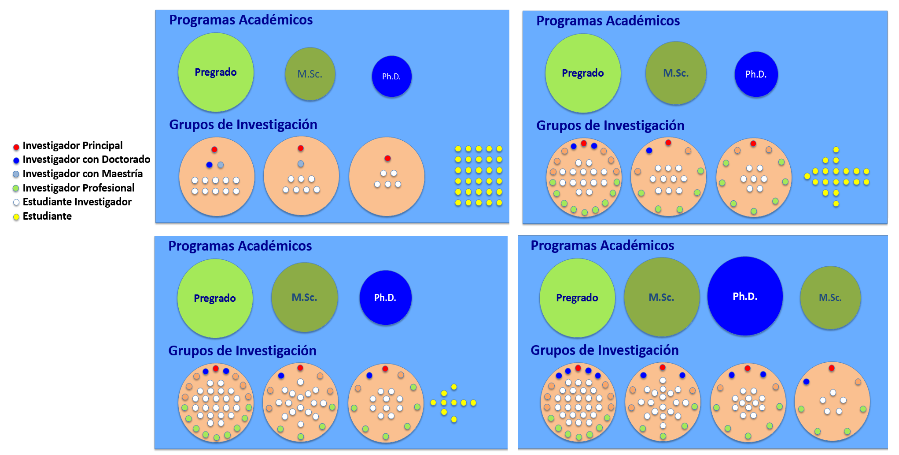 Investigador Principal
Investigador con Doctorado
Investigador con Maestría
Investigador Profesional
Estudiante Investigador
Estudiante
Programas Académicos
Pregrado
M.Sc.
Ph.D.
Grupos de Investigación
Programas Académicos
Pregrado
M.Sc.
Ph.D.
Grupos de Investigación
Programas Académicos
Pregrado
M.Sc.
Ph.D.
Grupos de Investigación
Programas Académicos
Pregrado
M.Sc.
Ph.D.
M.Sc.
Grupos de Investigación